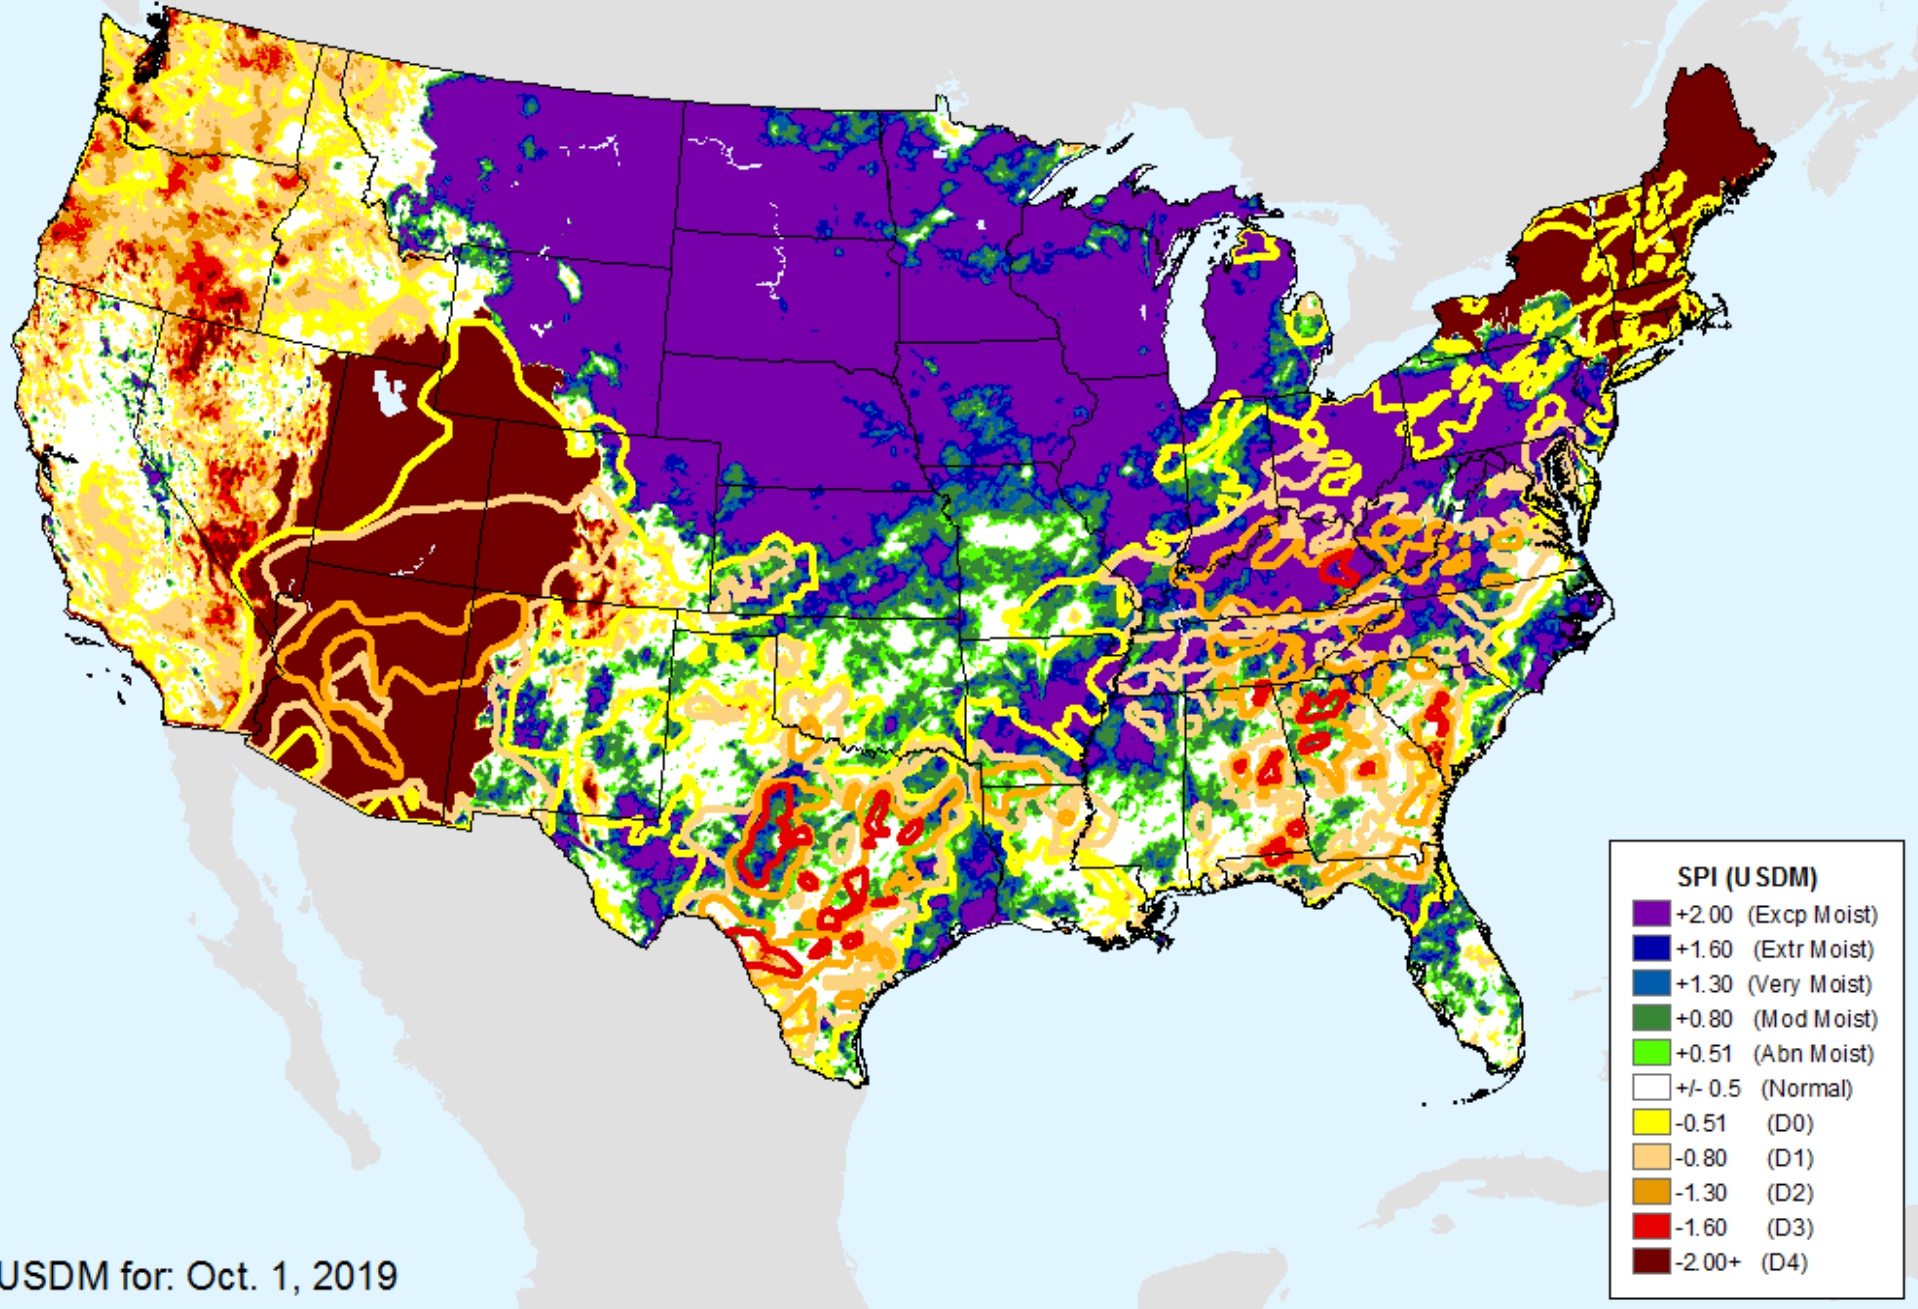 SPI (USDM)
+2.00 (Excp Moist)
+1.60 (Extr Moist)
+1.30 (Very Moist)
+0.80 (Mod Moist)
+0.51 (Abn Moist)
+/- 0.5 (Normal)
-0.51 (D0)
-0.80 (D1)
-1.30 (D2)
-1.60 (D3)
-2.00+ (D4)
USDM for: Oct. 1, 2019